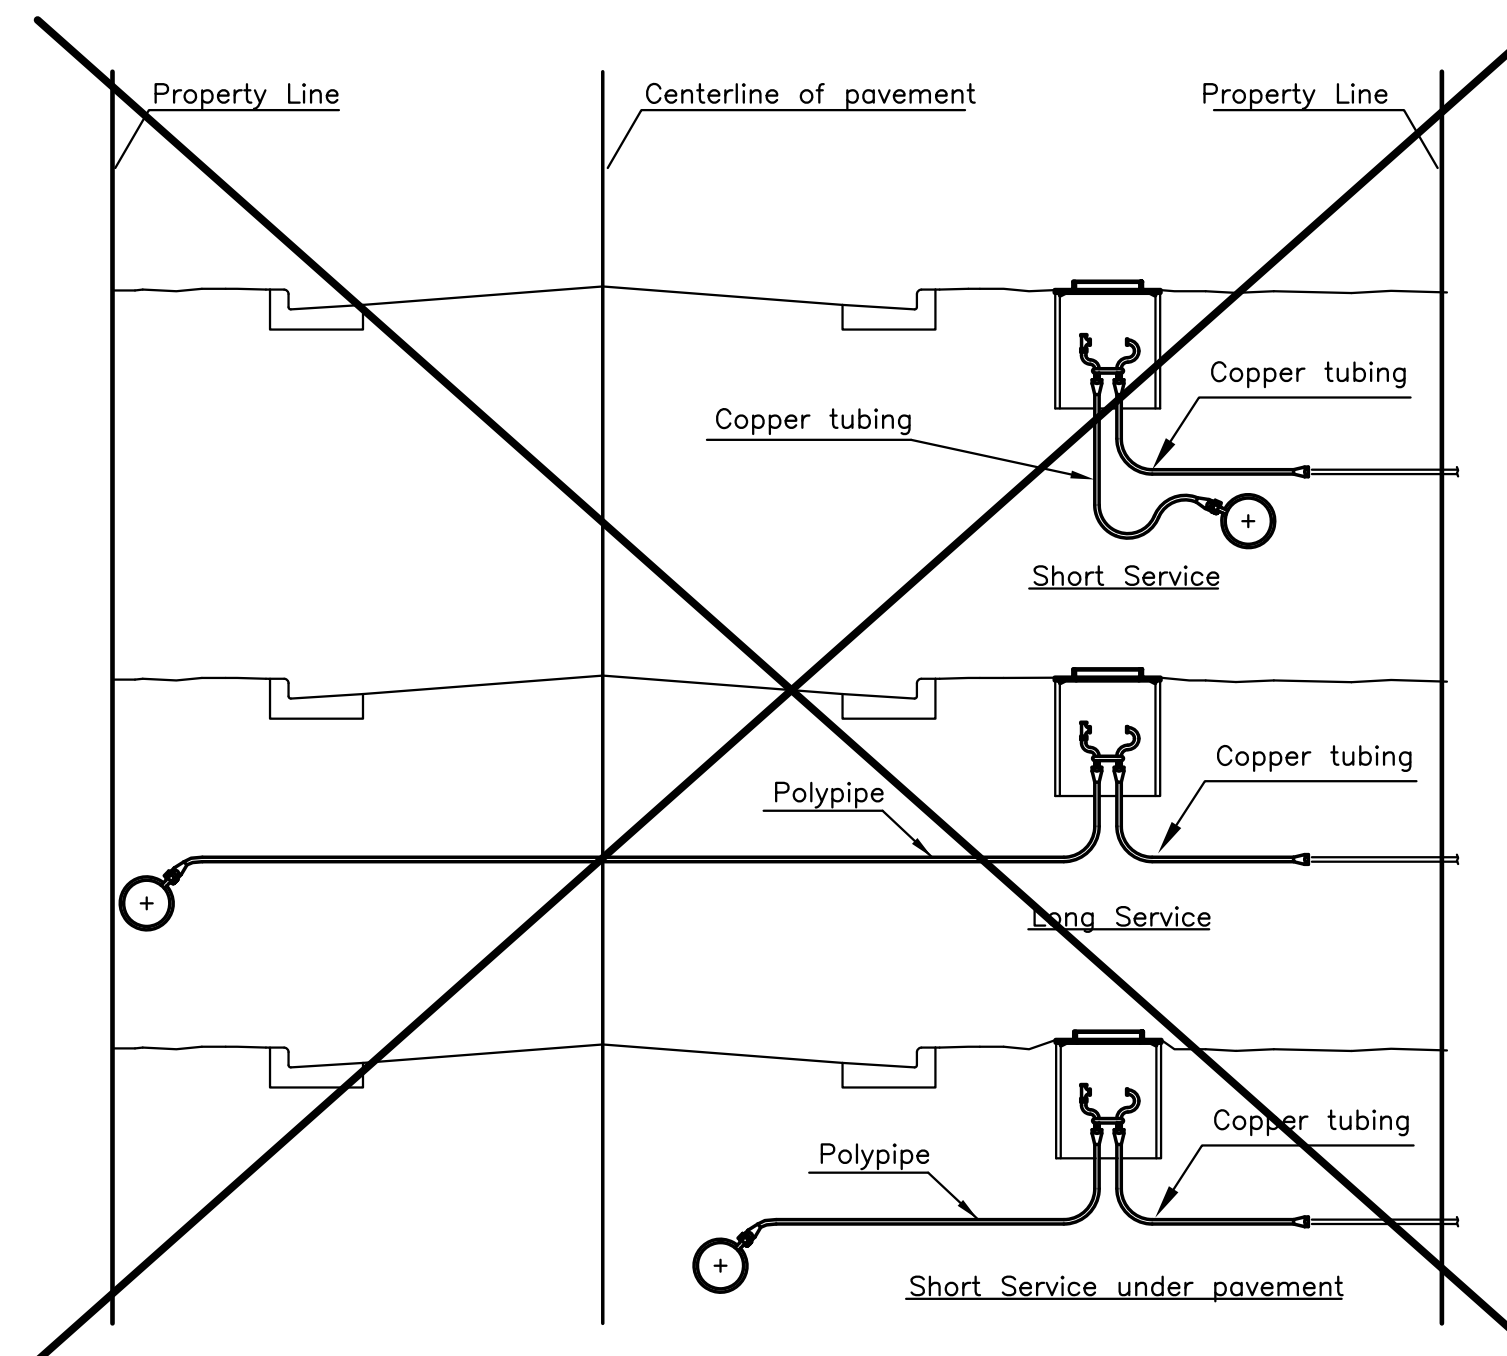 Property Line
Centerline of pavement
Property Line
Copper tubing
Copper tubing
Short Service
Copper tubing
Polypipe
Long Service
Copper tubing
Polypipe
Short Service under pavement